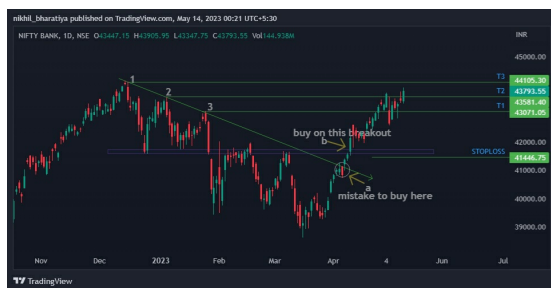 nikhil_bharatiya published on TradingView.com, May 14, 2023 00:21 UTC+5:30
NIFTY BANK, 1D, NSE O43447.15 H43905.95 L43347.75 C43793.55 Vol144.938M
INR
45000.00
1
T3 44105.30
2
T2 43793.55
43581.40
3
T1 43071.05
buy on this breakout
b
42000.00
STOPLOSS 41446.75
41000.00
a
mistake to buy here
40000.00
39000.00
Nov Dec 2023 Feb Mar Apr 4 Jun Jul
TradingView